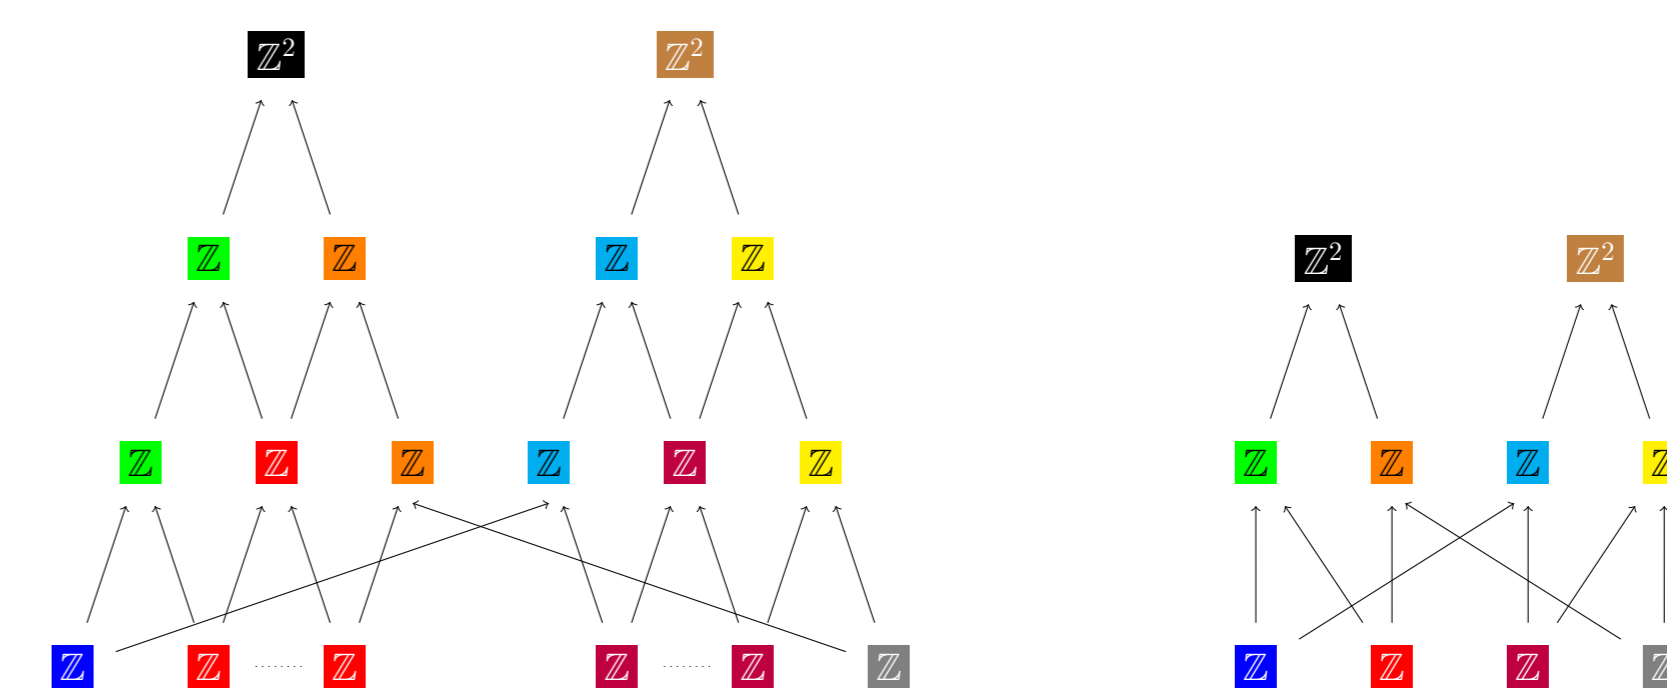 ℤ² ℤ²
ℤ ℤ ℤ ℤ ℤ² ℤ²
ℤ ℤ ℤ ℤ ℤ ℤ ℤ ℤ ℤ ℤ
ℤ ℤ ........ ℤ ℤ ........ ℤ ℤ ℤ ℤ ℤ ℤ